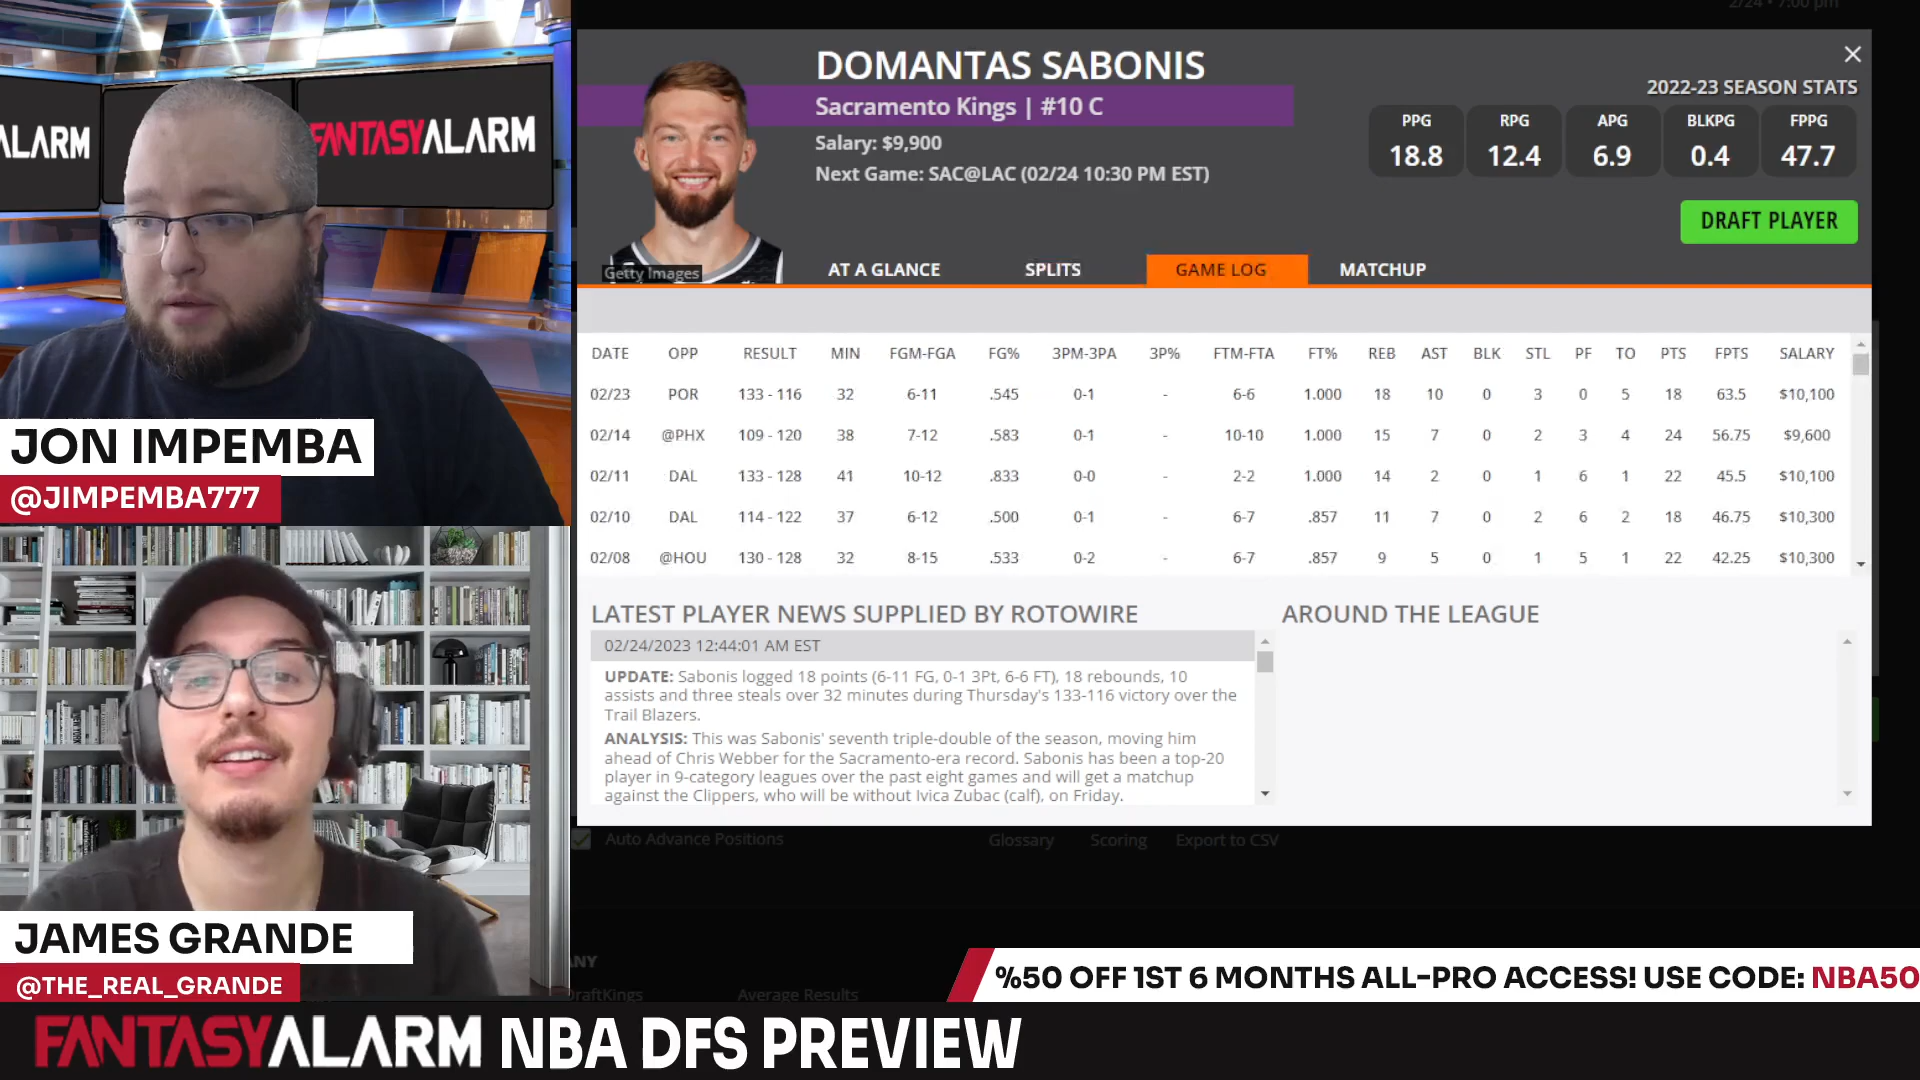 2/24 • 7:00 pm
ALARM
FANTASYALARM
JON IMPEMBA
@JIMPEMBA777
JAMES GRANDE
@THE_REAL_GRANDE
DOMANTAS SABONIS
Sacramento Kings | #10 C
Salary: $9,900
Next Game: SAC@LAC (02/24 10:30 PM EST)
Getty Images
2022-23 SEASON STATS
PPG RPG APG BLKPG FPPG
18.8 12.4 6.9 0.4 47.7
DRAFT PLAYER
AT A GLANCE SPLITS GAME LOG MATCHUP
DATE OPP RESULT MIN FGM-FGA FG% 3PM-3PA 3P% FTM-FTA FT% REB AST BLK STL PF TO PTS FPTS SALARY
02/23 POR 133 - 116 32 6-11 .545 0-1 - 6-6 1.000 18 10 0 3 0 5 18 63.5 $10,100
02/14 @PHX 109 - 120 38 7-12 .583 0-1 - 10-10 1.000 15 7 0 2 3 4 24 56.75 $9,600
02/11 DAL 133 - 128 41 10-12 .833 0-0 - 2-2 1.000 14 2 0 1 6 1 22 45.5 $10,100
02/10 DAL 114 - 122 37 6-12 .500 0-1 - 6-7 .857 11 7 0 2 6 2 18 46.75 $10,300
02/08 @HOU 130 - 128 32 8-15 .533 0-2 - 6-7 .857 9 5 0 1 5 1 22 42.25 $10,300
LATEST PLAYER NEWS SUPPLIED BY ROTOWIRE
02/24/2023 12:44:01 AM EST
UPDATE: Sabonis logged 18 points (6-11 FG, 0-1 3Pt, 6-6 FT), 18 rebounds, 10
assists and three steals over 32 minutes during Thursday's 133-116 victory over the
Trail Blazers.
ANALYSIS: This was Sabonis' seventh triple-double of the season, moving him
ahead of Chris Webber for the Sacramento-era record. Sabonis has been a top-20
player in 9-category leagues over the past eight games and will get a matchup
against the Clippers, who will be without Ivica Zubac (calf), on Friday.
AROUND THE LEAGUE
Auto Advance Positions
Glossary Scoring Export to CSV
ANY
DraftKings
Average Results
%50 OFF 1ST 6 MONTHS ALL-PRO ACCESS! USE CODE: NBA50
FANTASYALARM NBA DFS PREVIEW